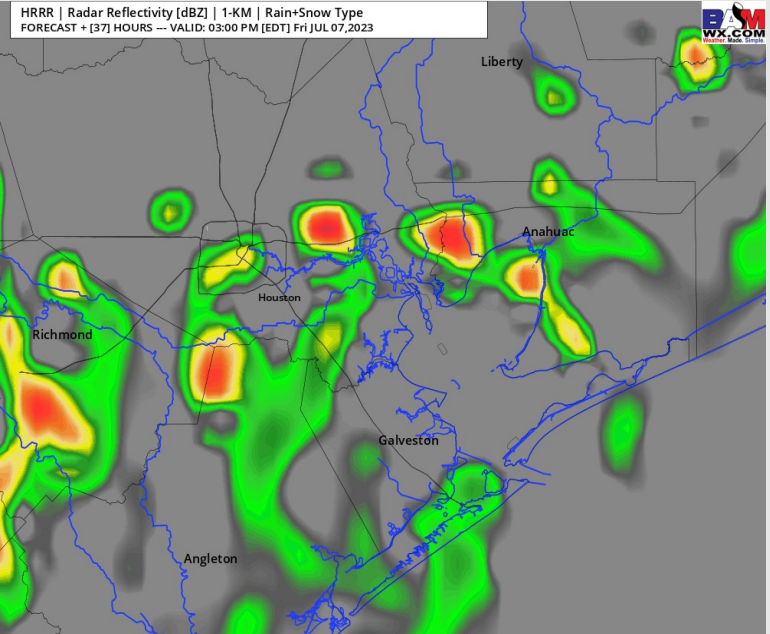 HRRR | Radar Reflectivity [dBZ] | 1-KM | Rain+Snow Type
FORECAST + [37] HOURS --- VALID: 03:00 PM [EDT] Fri JUL 07,2023
BAM
Weather. Made. Simple.
WX.COM
Liberty
Anahuac
Houston
Richmond
Galveston
Angleton